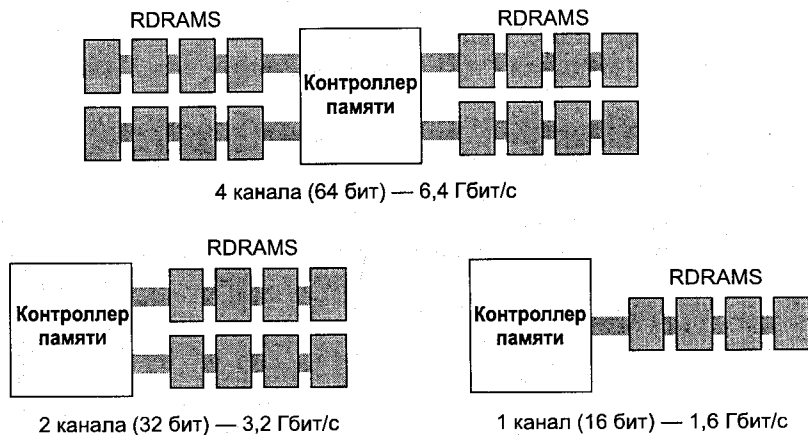 RDRAMS
RDRAMS
Контроллер
памяти
4 канала (64 бит) — 6,4 Гбит/с
RDRAMS
Контроллер
памяти
2 канала (32 бит) — 3,2 Гбит/с
RDRAMS
Контроллер
памяти
1 канал (16 бит) — 1,6 Гбит/с